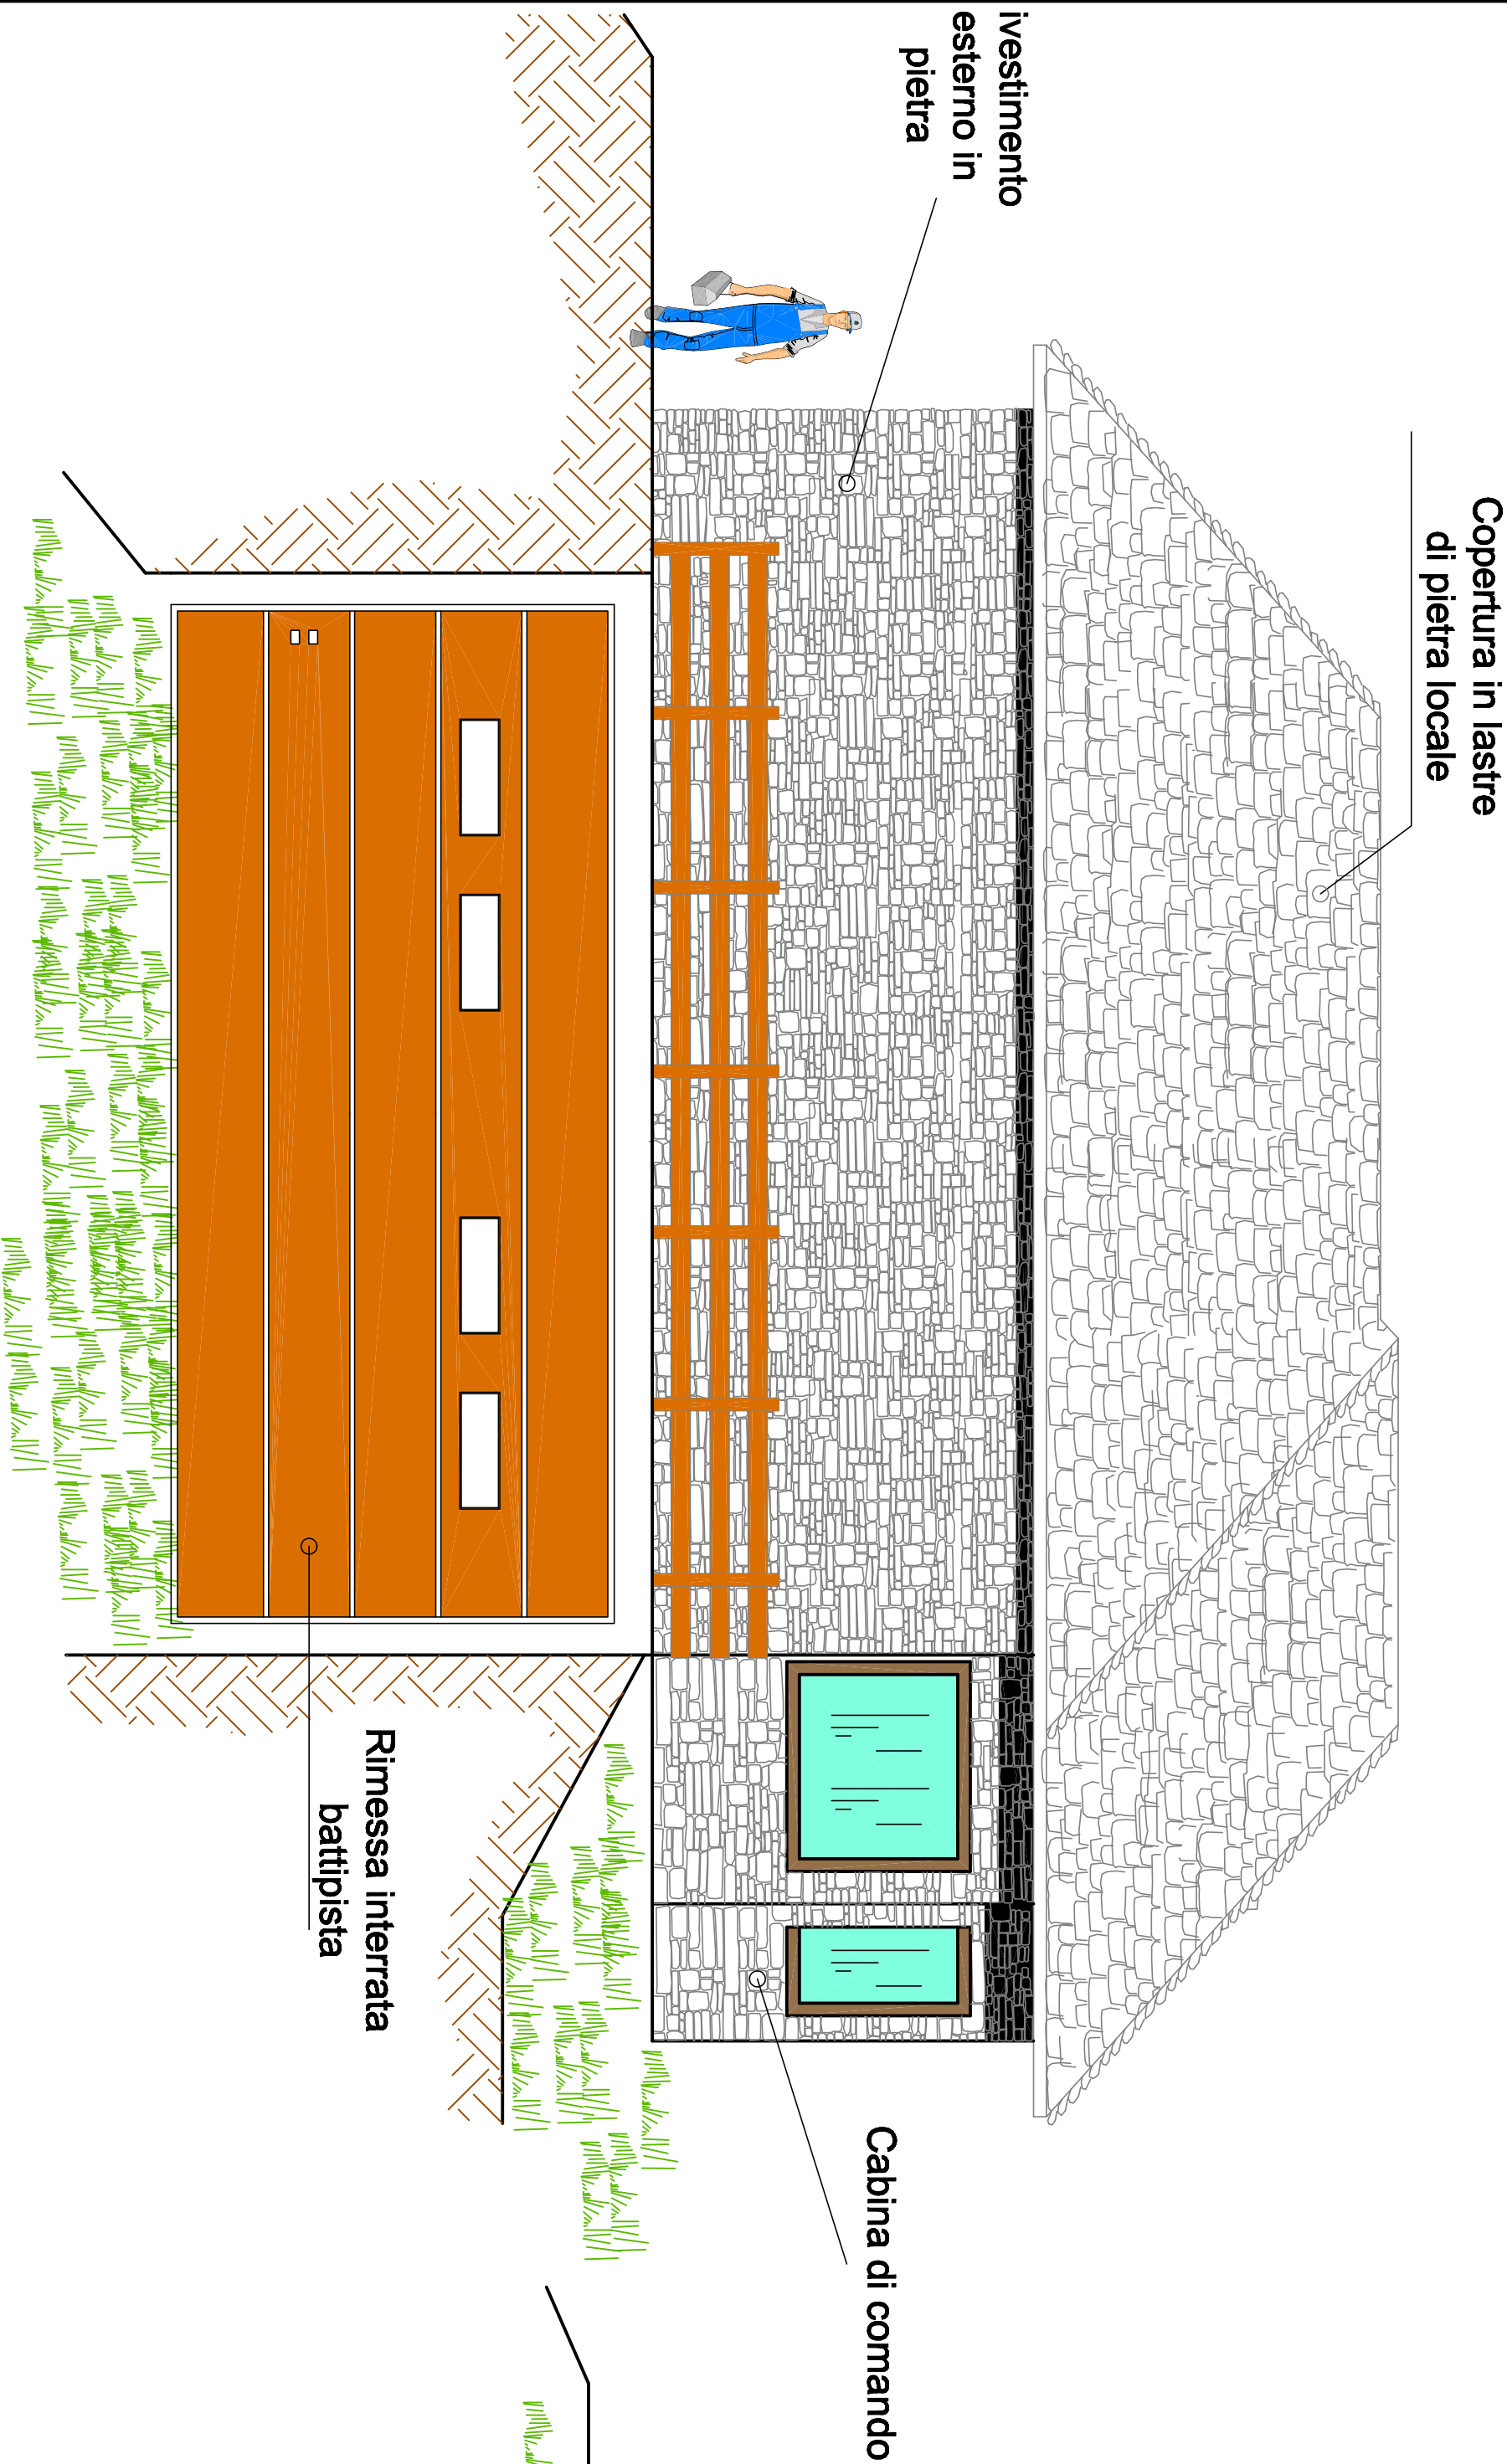 Copertura in lastre
di pietra locale
ivestimento
esterno in
pietra
Cabina di comando
Rimessa interrata
battipista